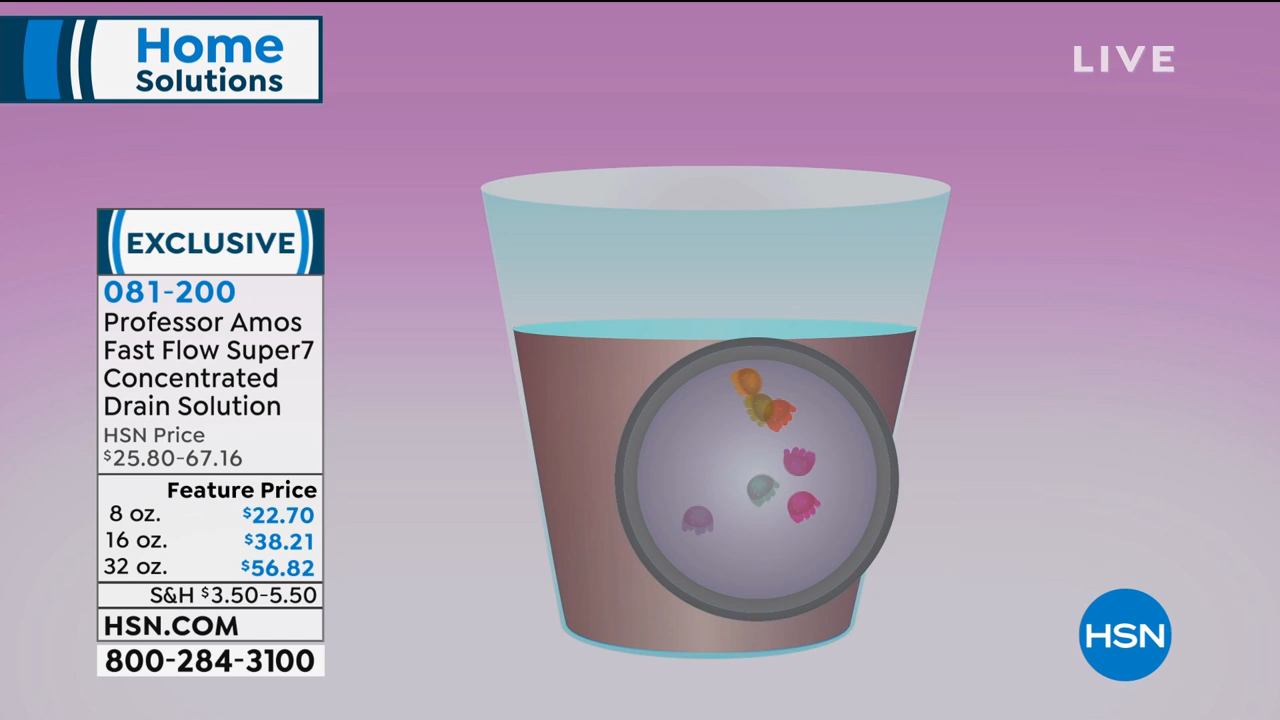 Home
Solutions
LIVE
EXCLUSIVE
081-200
Professor Amos
Fast Flow Super7
Concentrated
Drain Solution
HSN Price
$25.80-67.16
Feature Price
8 oz. $22.70
16 oz. $38.21
32 oz. $56.82
S&H $3.50-5.50
HSN.COM
800-284-3100
HSN